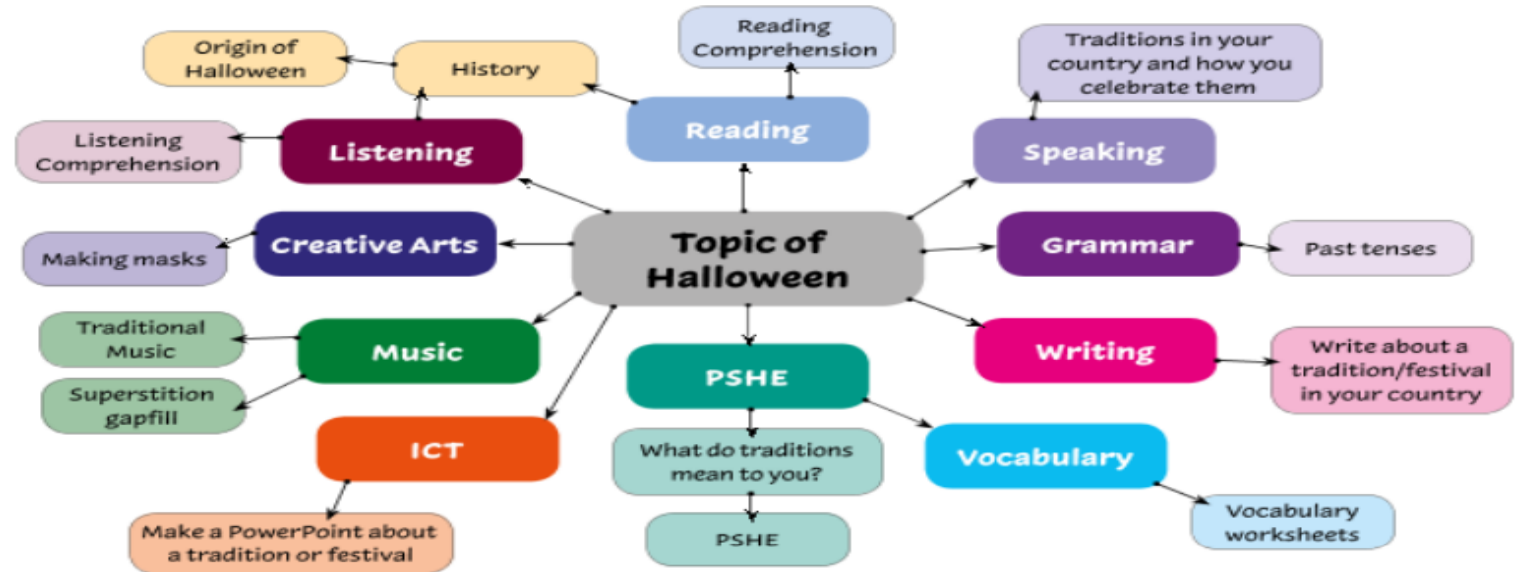 Reading
Comprehension
Origin of
Halloween
History
Traditions in your
country and how you
celebrate them
Listening
Comprehension
Listening
Reading
Speaking
Making masks
Creative Arts
Topic of
Halloween
Grammar
Past tenses
Traditional
Music
Superstition
gapfill
Music
PSHE
Writing
Write about a
tradition/festival
in your country
ICT
What do traditions
mean to you?
Vocabulary
Make a PowerPoint about
a tradition or festival
PSHE
Vocabulary
worksheets